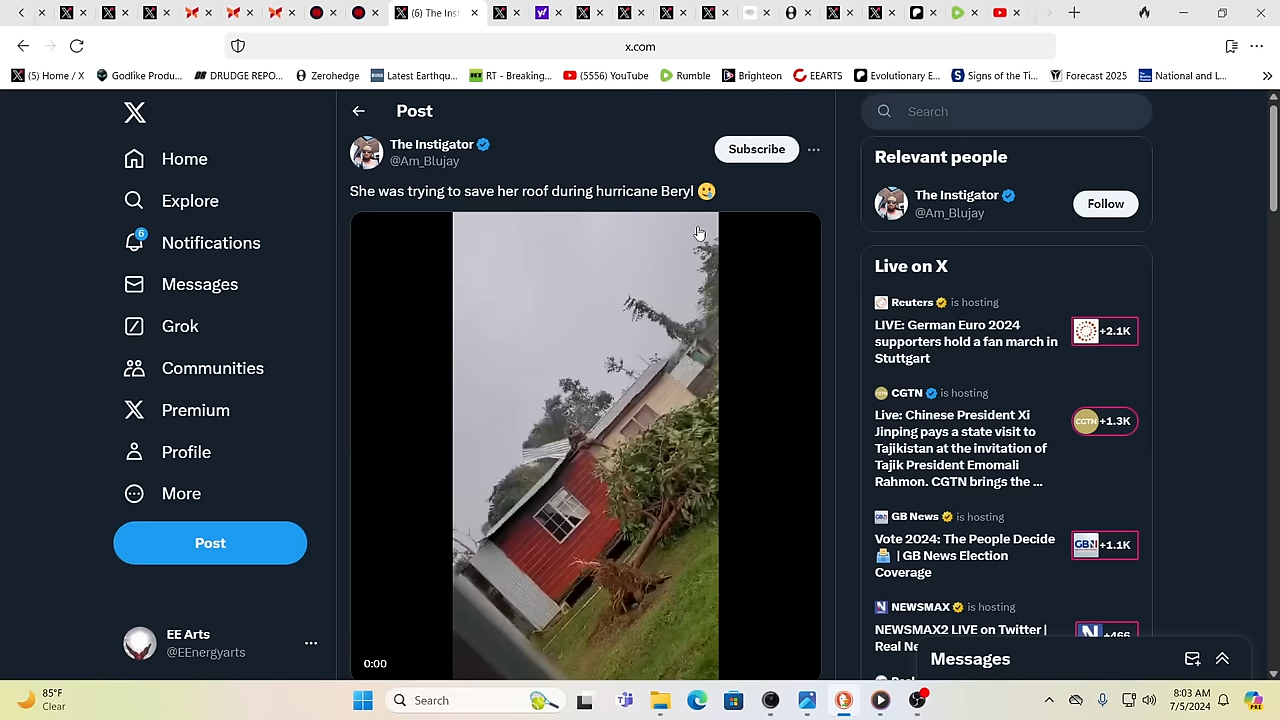 (6) The Inst
x.com
(5) Home / X
Godlike Produ...
DRUDGE REPO...
Zerohedge
Latest Earthqu...
RT - Breaking...
(5556) YouTube
Rumble
Brighteon
EEARTS
Evolutionary E...
Signs of the Ti...
Forecast 2025
National and L...
Post
Search
The Instigator
@Am_Blujay
Subscribe
She was trying to save her roof during hurricane Beryl
0:00
Home
Explore
6
Notifications
Messages
Grok
Communities
Premium
Profile
More
Post
EE Arts
@EEnergyarts
Relevant people
The Instigator
@Am_Blujay
Follow
Live on X
Reuters is hosting
LIVE: German Euro 2024
supporters hold a fan march in
Stuttgart
+2.1K
CGTN is hosting
Live: Chinese President Xi
Jinping pays a state visit to
Tajikistan at the invitation of
Tajik President Emomali
Rahmon. CGTN brings the ...
CGTN +1.3K
GB News is hosting
Vote 2024: The People Decide
| GB News Election
Coverage
GBN +1.1K
NEWSMAX is hosting
NEWSMAX2 LIVE on Twitter |
Real Ne
N +466
Messages
85°F
Clear
Search
8:03 AM
7/5/2024